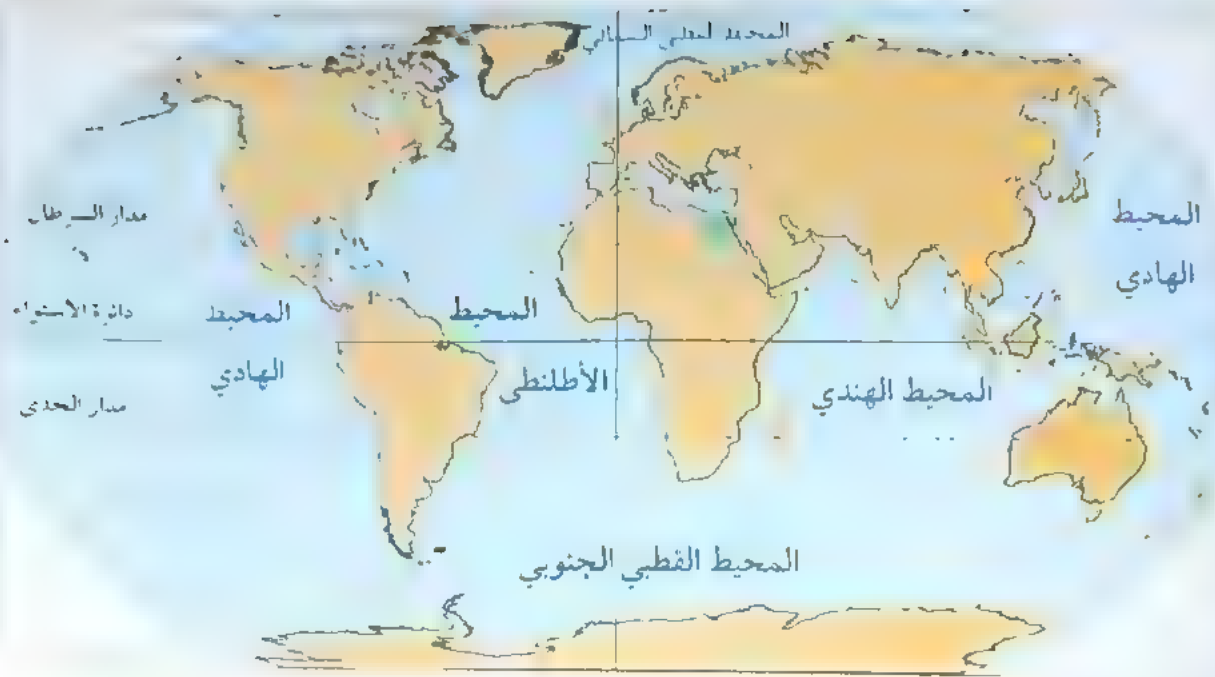 المحيط القطبي الشمالي
مدار السرطان
المحيط
الهادي
دائرة الاستواء
المحيط
الهادي
المحيط
الأطلنطي
المحيط الهندي
مدار الجدي
المحيط القطبي الجنوبي